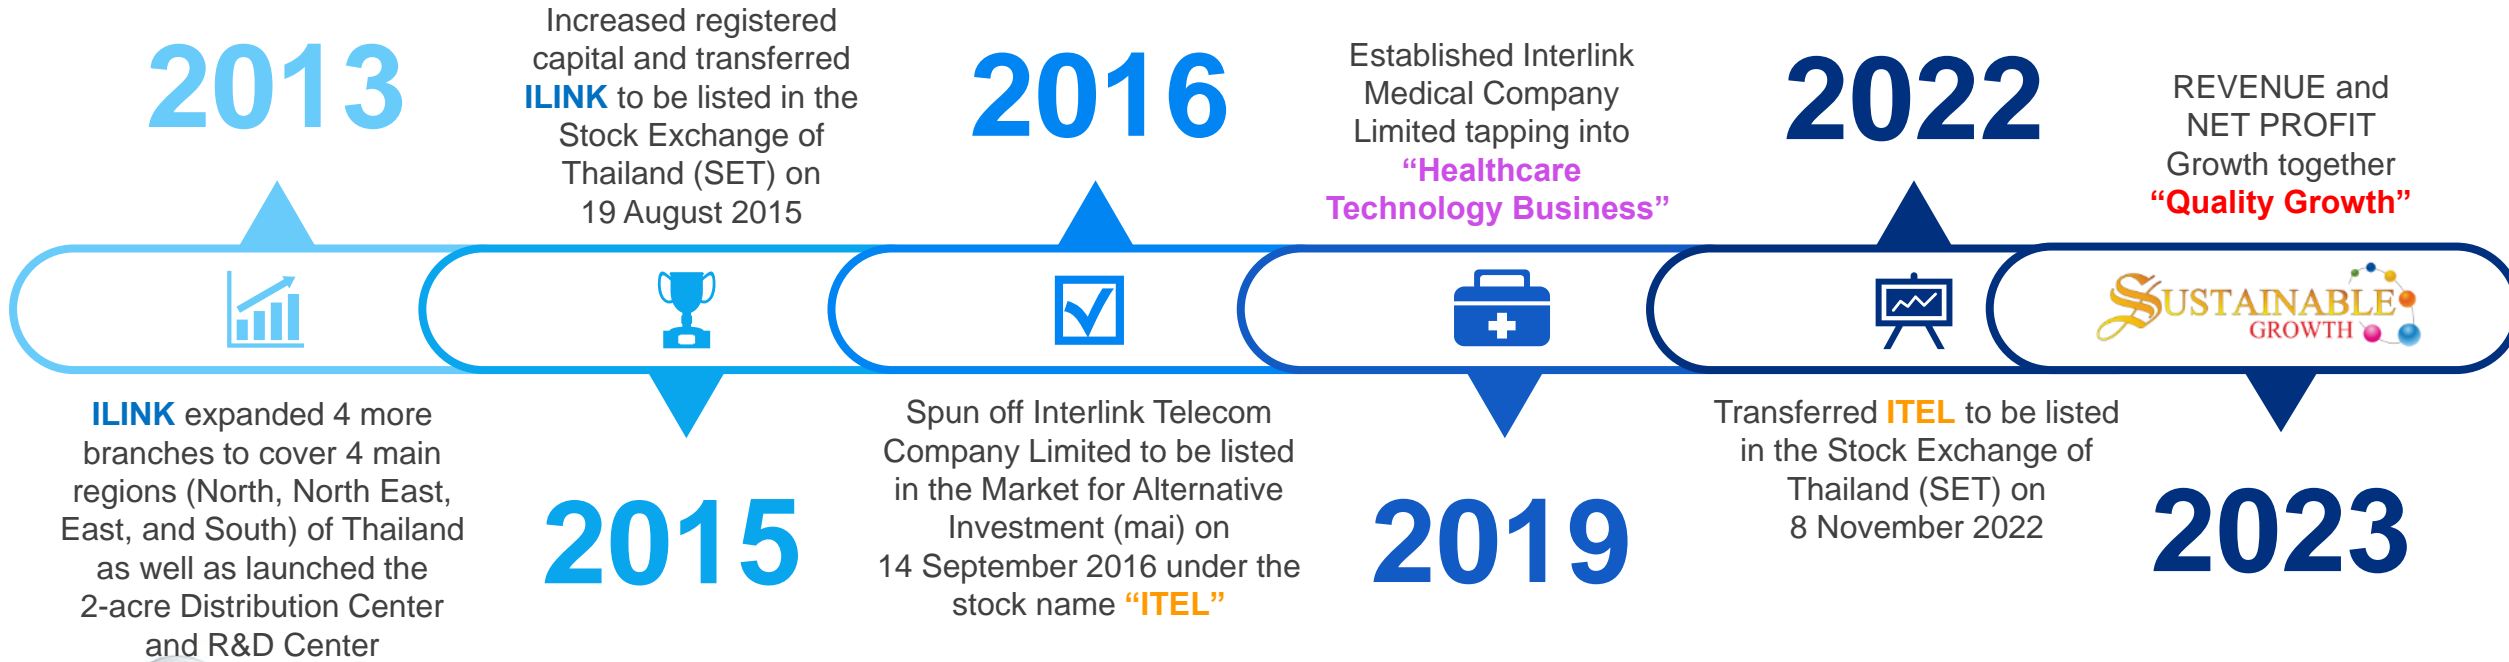 2013
ILINK expanded 4 more
branches to cover 4 main
regions (North, North East,
East, and South) of Thailand
as well as launched the
2-acre Distribution Center
and R&D Center
Increased registered
capital and transferred
ILINK to be listed in the
Stock Exchange of
Thailand (SET) on
19 August 2015
2015
2016
Spun off Interlink Telecom
Company Limited to be listed
in the Market for Alternative
Investment (mai) on
14 September 2016 under the
stock name “ITEL”
Established Interlink
Medical Company
Limited tapping into
“Healthcare
Technology Business”
2019
2022
Transferred ITEL to be listed
in the Stock Exchange of
Thailand (SET) on
8 November 2022
REVENUE and
NET PROFIT
Growth together
“Quality Growth”
SUSTAINABLE
GROWTH
2023